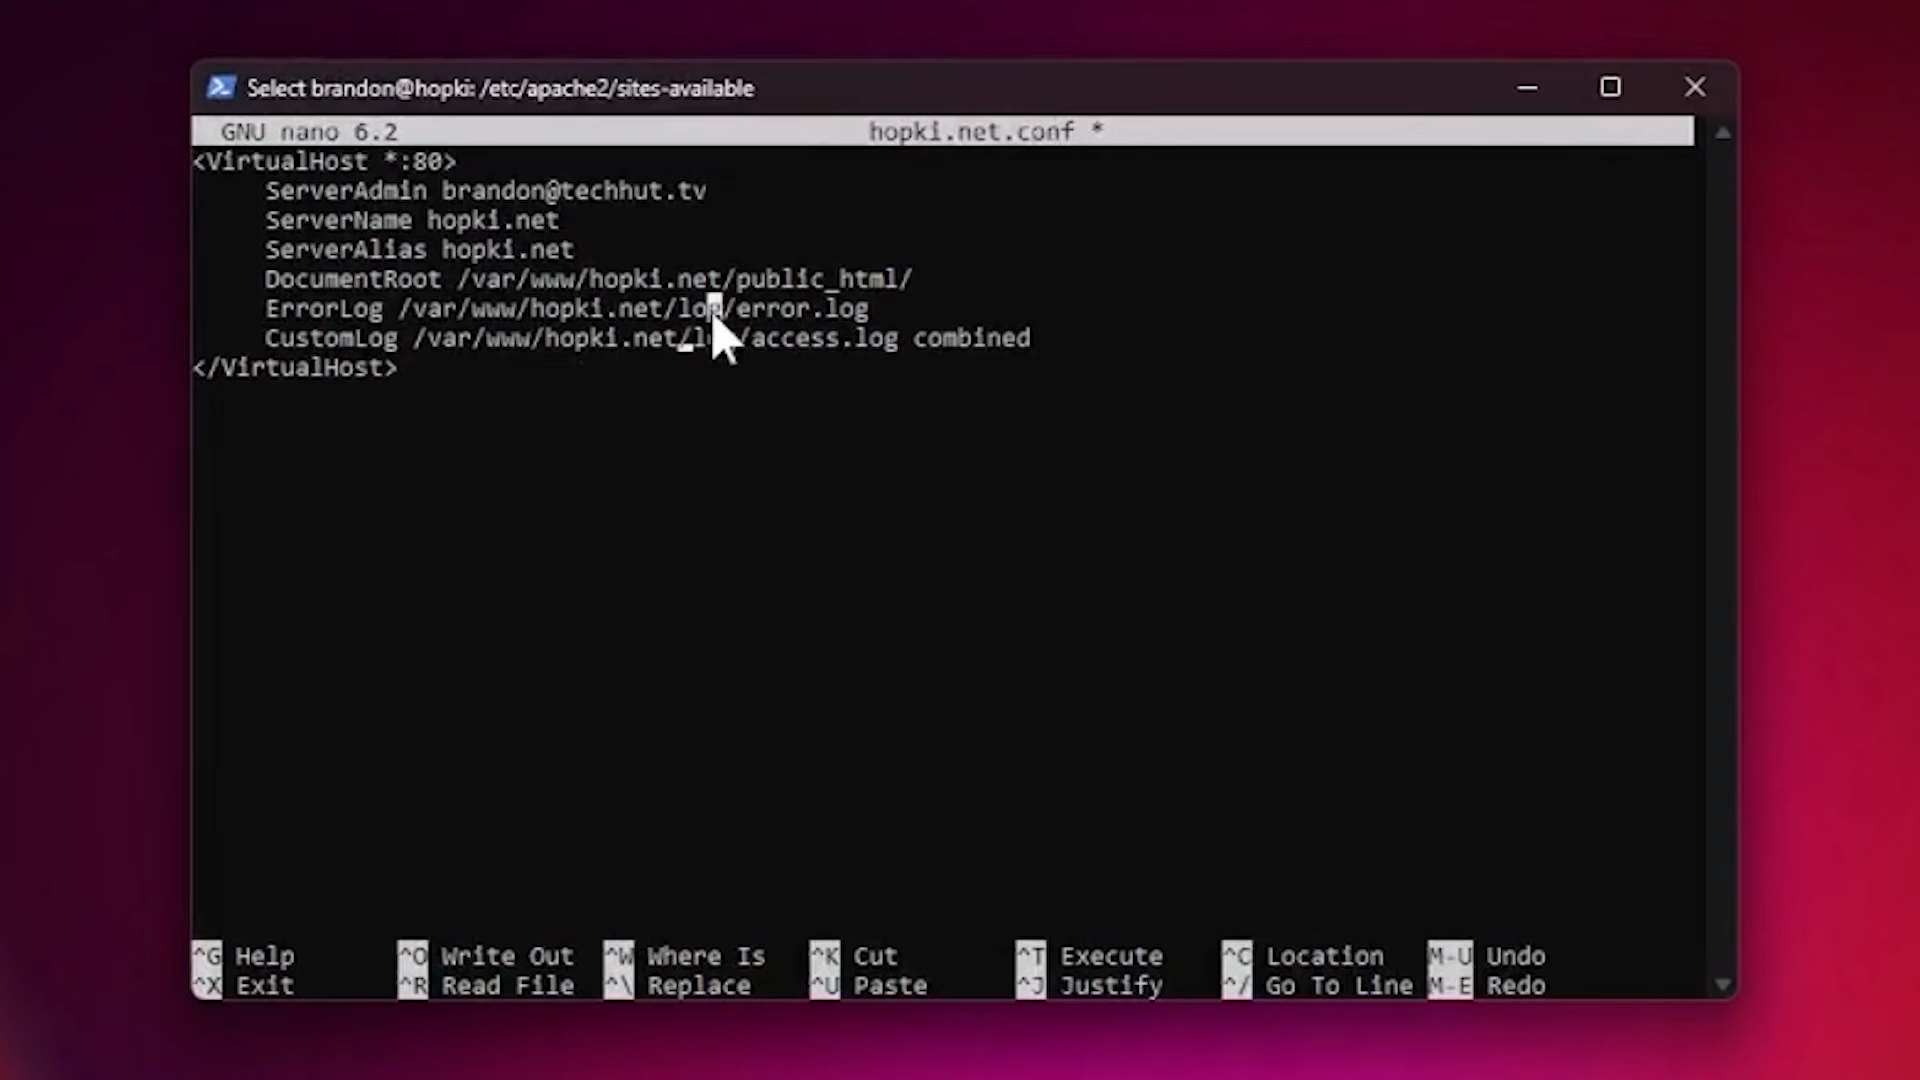 Select brandon@hopki: /etc/apache2/sites-available
GNU nano 6.2 hopki.net.conf *
<VirtualHost *:80>
ServerAdmin brandon@techhut.tv
ServerName hopki.net
ServerAlias hopki.net
DocumentRoot /var/www/hopki.net/public_html/
ErrorLog /var/www/hopki.net/log/error.log
CustomLog /var/www/hopki.net/log/access.log combined
</VirtualHost>
^G Help ^O Write Out ^W Where Is ^K Cut ^T Execute ^C Location M-U Undo
^X Exit ^R Read File ^\ Replace ^U Paste ^J Justify ^/ Go To Line M-E Redo